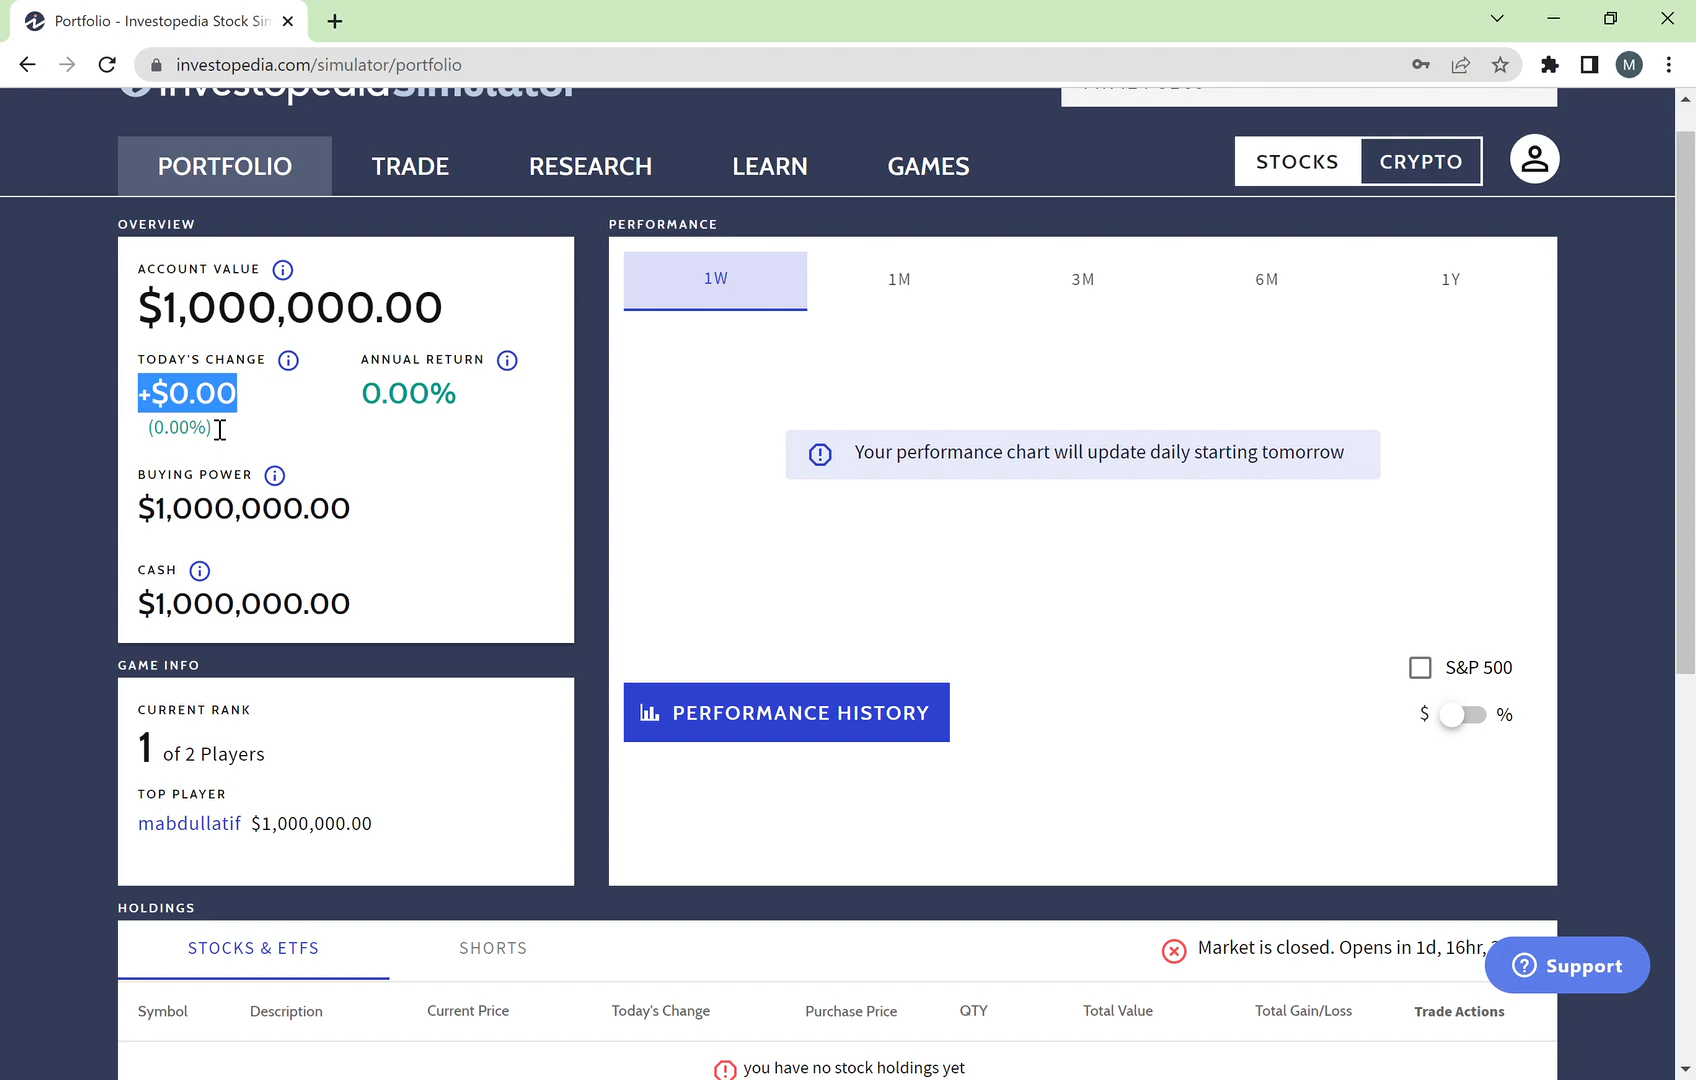 Portfolio - Investopedia Stock Sin
investopedia.com/simulator/portfolio
M
Investopedia Simulator
PORTFOLIO
TRADE
RESEARCH
LEARN
GAMES
STOCKS
CRYPTO
OVERVIEW
ACCOUNT VALUE
$1,000,000.00
TODAY'S CHANGE
ANNUAL RETURN
+$0.00
0.00%
(0.00%)
BUYING POWER
$1,000,000.00
CASH
$1,000,000.00
PERFORMANCE
1W
1M
3M
6M
1Y
Your performance chart will update daily starting tomorrow
S&P 500
$
%
PERFORMANCE HISTORY
GAME INFO
CURRENT RANK
1 of 2 Players
TOP PLAYER
mabdullatif $1,000,000.00
HOLDINGS
STOCKS & ETFS
SHORTS
Market is closed. Opens in 1d, 16hr,
Support
Symbol
Description
Current Price
Today's Change
Purchase Price
QTY
Total Value
Total Gain/Loss
Trade Actions
you have no stock holdings yet